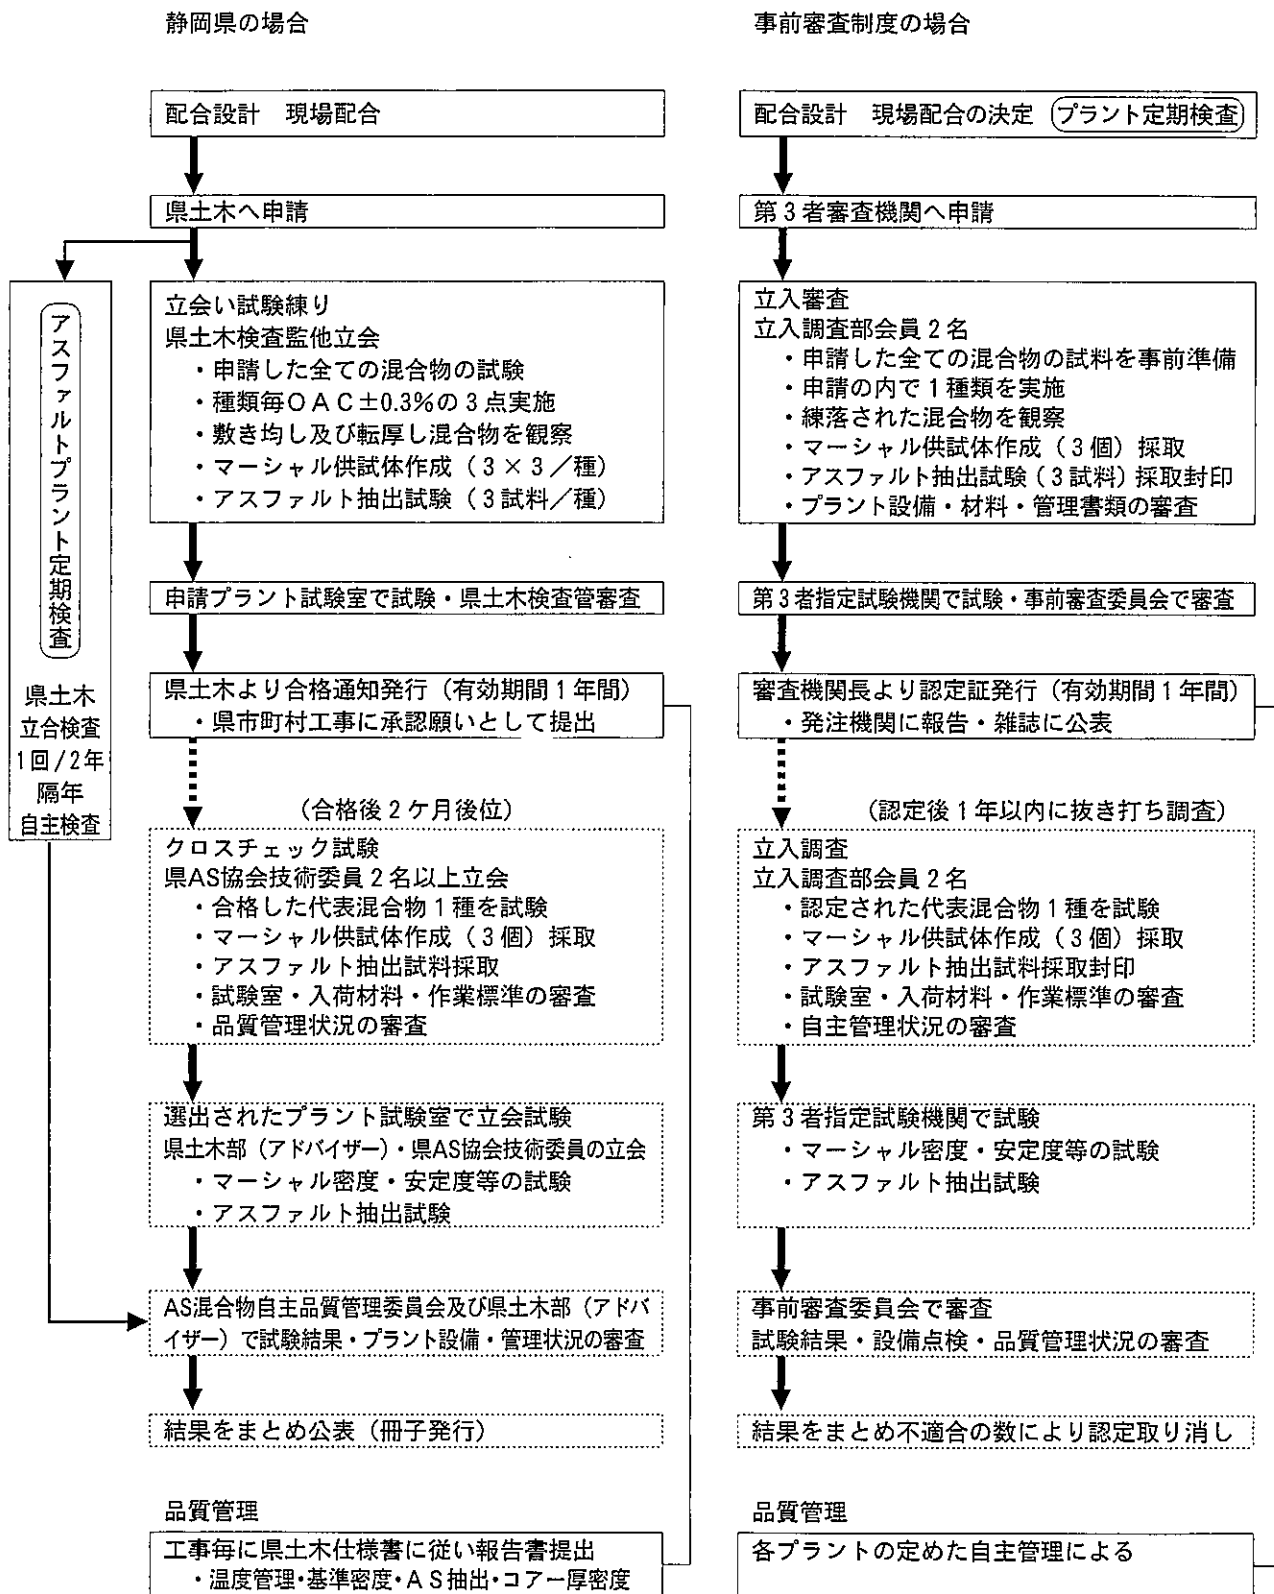 静岡県の場合
配合設計　現場配合
県土木へ申請
アスファルトプラント定期検査
県土木
立合検査
1回/2年
隔年
自主検査
立会い試験練り
県土木検査監他立会
・申請した全ての混合物の試験
・種類毎OAC±0.3%の3点実施
・敷き均し及び転厚し混合物を観察
・マーシャル供試体作成（3×3／種）
・アスファルト抽出試験（3試料／種）
申請プラント試験室で試験・県土木検査管審査
県土木より合格通知発行（有効期間1年間）
・県市町村工事に承認願いとして提出
（合格後2ケ月後位）
クロスチェック試験
県AS協会技術委員2名以上立会
・合格した代表混合物1種を試験
・マーシャル供試体作成（3個）採取
・アスファルト抽出試料採取
・試験室・入荷材料・作業標準の審査
・品質管理状況の審査
選出されたプラント試験室で立会試験
県土木部（アドバイザー）・県AS協会技術委員の立会
・マーシャル密度・安定度等の試験
・アスファルト抽出試験
AS混合物自主品質管理委員会及び県土木部（アドバ
イザー）で試験結果・プラント設備・管理状況の審査
結果をまとめ公表（冊子発行）
品質管理
工事毎に県土木仕様書に従い報告書提出
・温度管理・基準密度・AS抽出・コアー厚密度
事前審査制度の場合
配合設計　現場配合の決定　プラント定期検査
第3者審査機関へ申請
立入審査
立入調査部会員2名
・申請した全ての混合物の試料を事前準備
・申請の内で1種類を実施
・練落された混合物を観察
・マーシャル供試体作成（3個）採取
・アスファルト抽出試験（3試料）採取封印
・プラント設備・材料・管理書類の審査
第3者指定試験機関で試験・事前審査委員会で審査
審査機関長より認定証発行（有効期間1年間）
・発注機関に報告・雑誌に公表
（認定後1年以内に抜き打ち調査）
立入調査
立入調査部会員2名
・認定された代表混合物1種を試験
・マーシャル供試体作成（3個）採取
・アスファルト抽出試料採取封印
・試験室・入荷材料・作業標準の審査
・自主管理状況の審査
第3者指定試験機関で試験
・マーシャル密度・安定度等の試験
・アスファルト抽出試験
事前審査委員会で審査
試験結果・設備点検・品質管理状況の審査
結果をまとめ不適合の数により認定取り消し
品質管理
各プラントの定めた自主管理による